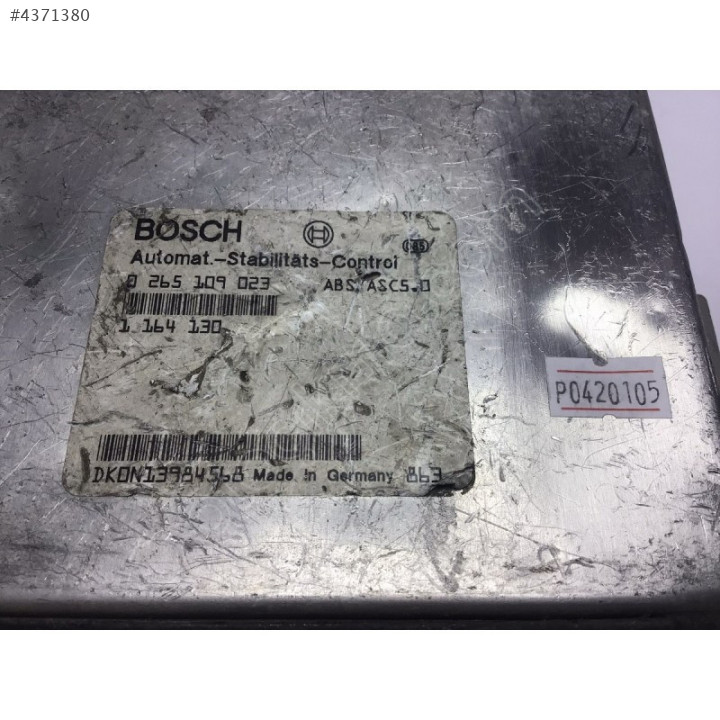 #4371380
BOSCH
Automat.-Stabilitäts-Control
0 265 109 023 ABS/ASC5.0
1 164 130
P0420105
DKON13984568 Made in Germany 863